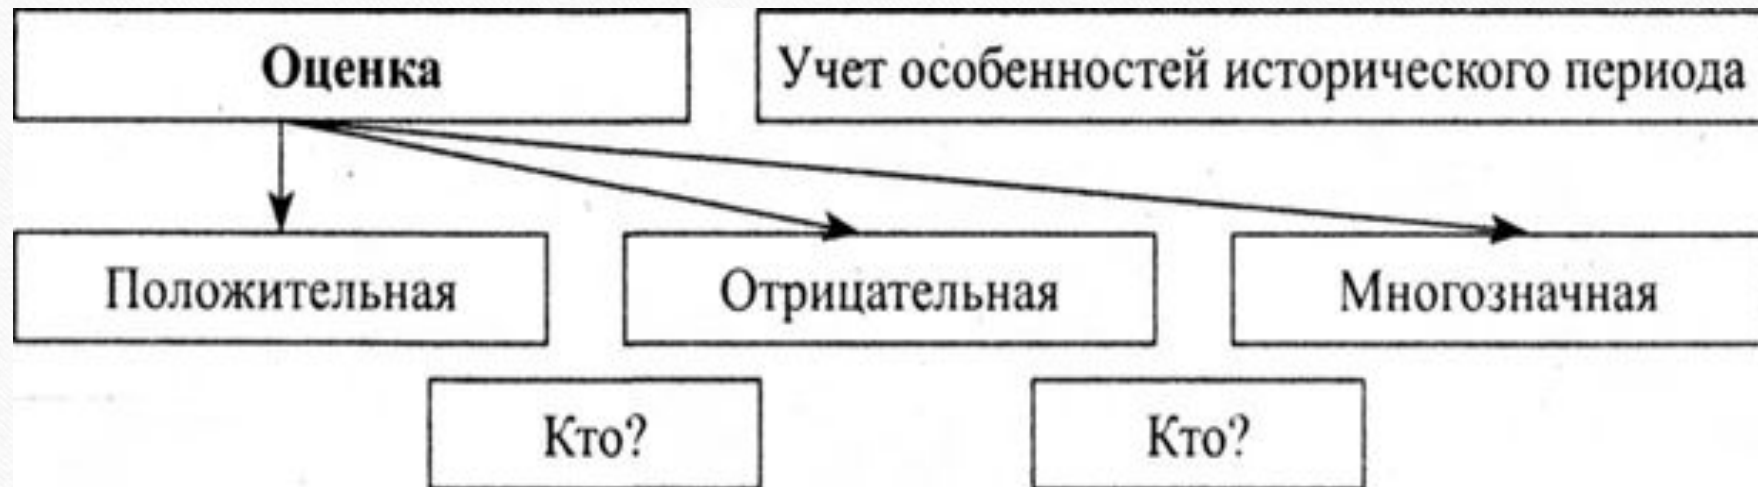 Оценка
Учет особенностей исторического периода
Положительная
Отрицательная
Многозначная
Кто?
Кто?